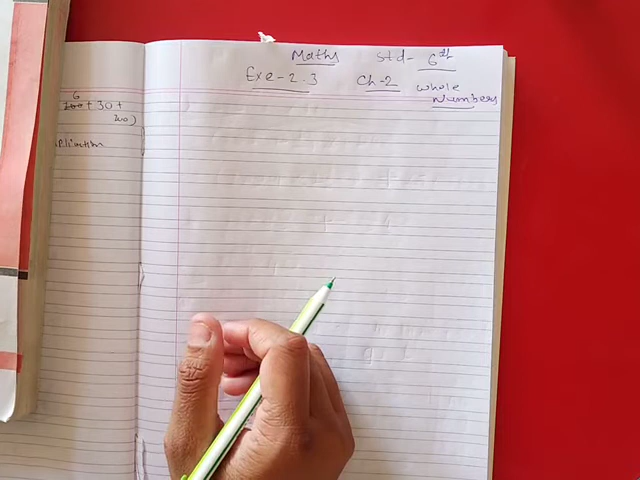 Maths Std- 6th
Exe-2.3 Ch-2 Whole
Numbers
6
+ 30 +
200)